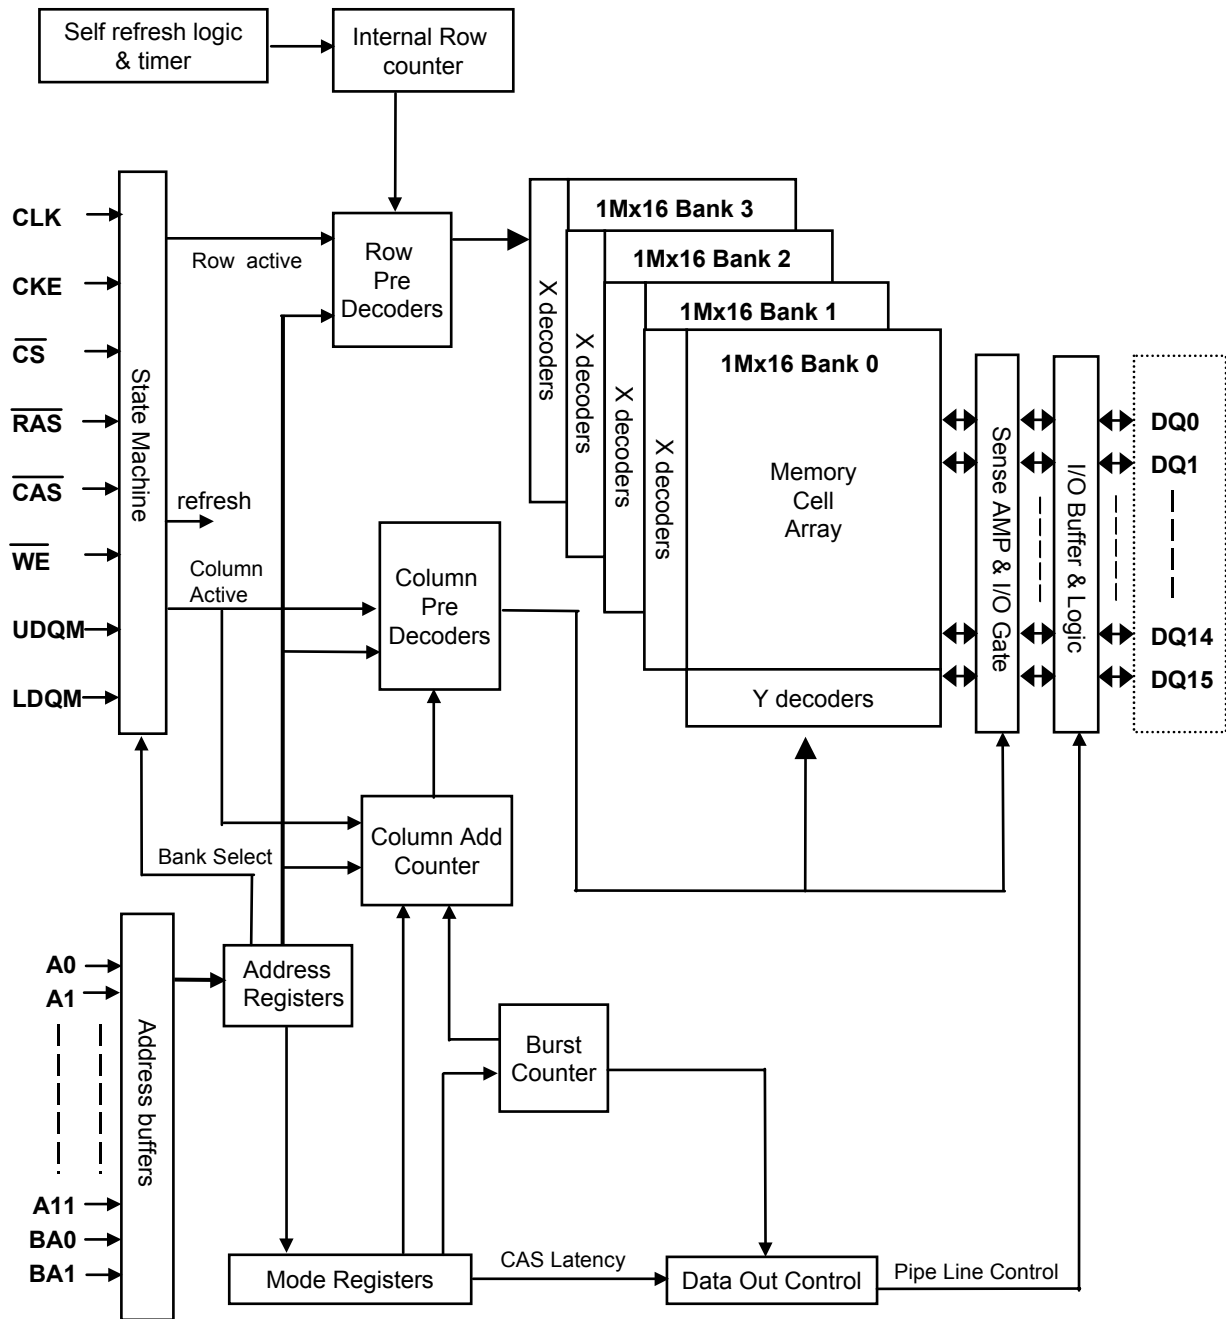 Self refresh logic
& timer
Internal Row
counter
CLK
CKE
CS
RAS
CAS
WE
UDQM
LDQM
State Machine
Row active
refresh
Column
Active
Bank Select
Row
Pre
Decoders
Column
Pre
Decoders
Column Add
Counter
X decoders
X decoders
X decoders
X decoders
1Mx16 Bank 3
1Mx16 Bank 2
1Mx16 Bank 1
1Mx16 Bank 0
Memory
Cell
Array
Y decoders
Sense AMP & I/O Gate
I/O Buffer & Logic
DQ0
DQ1
DQ14
DQ15
A0
A1
A11
BA0
BA1
Address buffers
Address
Registers
Burst
Counter
Mode Registers
CAS Latency
Data Out Control
Pipe Line Control